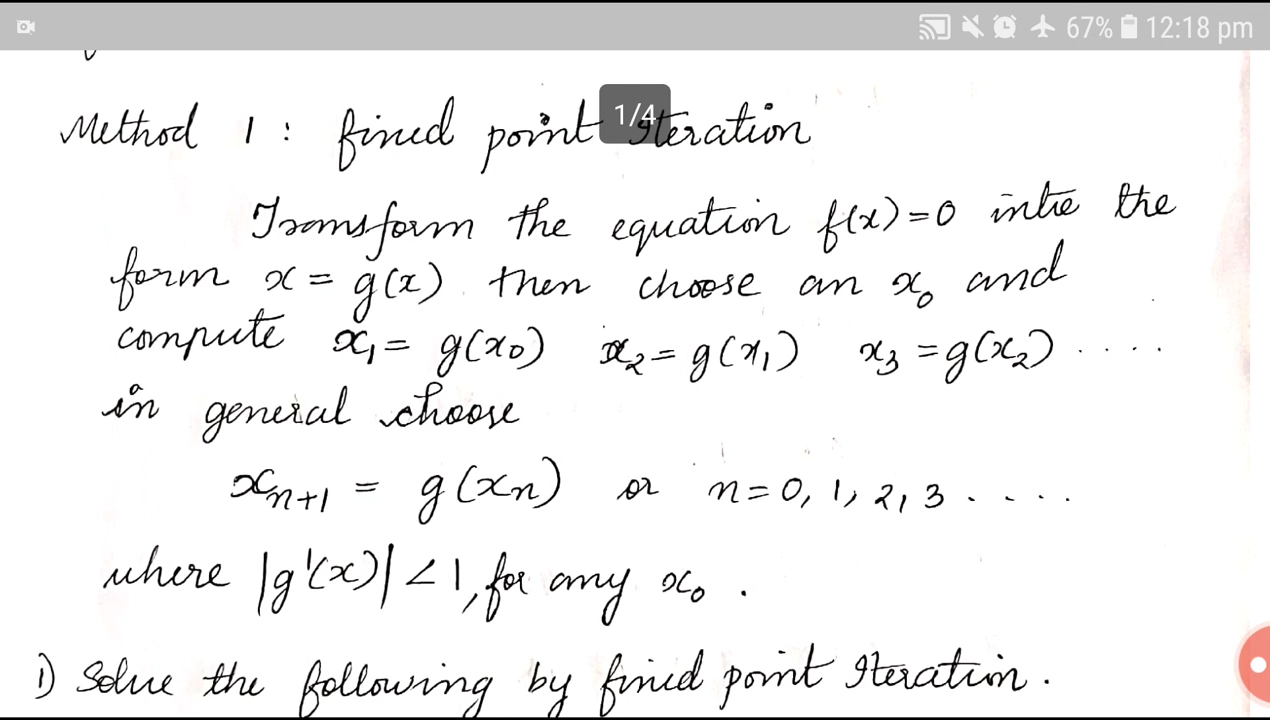 67% 12:18 pm
1/4
Method 1 : fixed point Iteration
Transform the equation f(x)=0 into the
form x = g(x) then choose an x₀ and
compute x₁ = g(x₀) x₂ = g(x₁) x₃ = g(x₂) ....
in general choose
xₙ₊₁ = g(xₙ) or n = 0, 1, 2, 3 ....
where |g'(x)| < 1, for any x₀ .
1) Solve the following by fixed point Iteration.